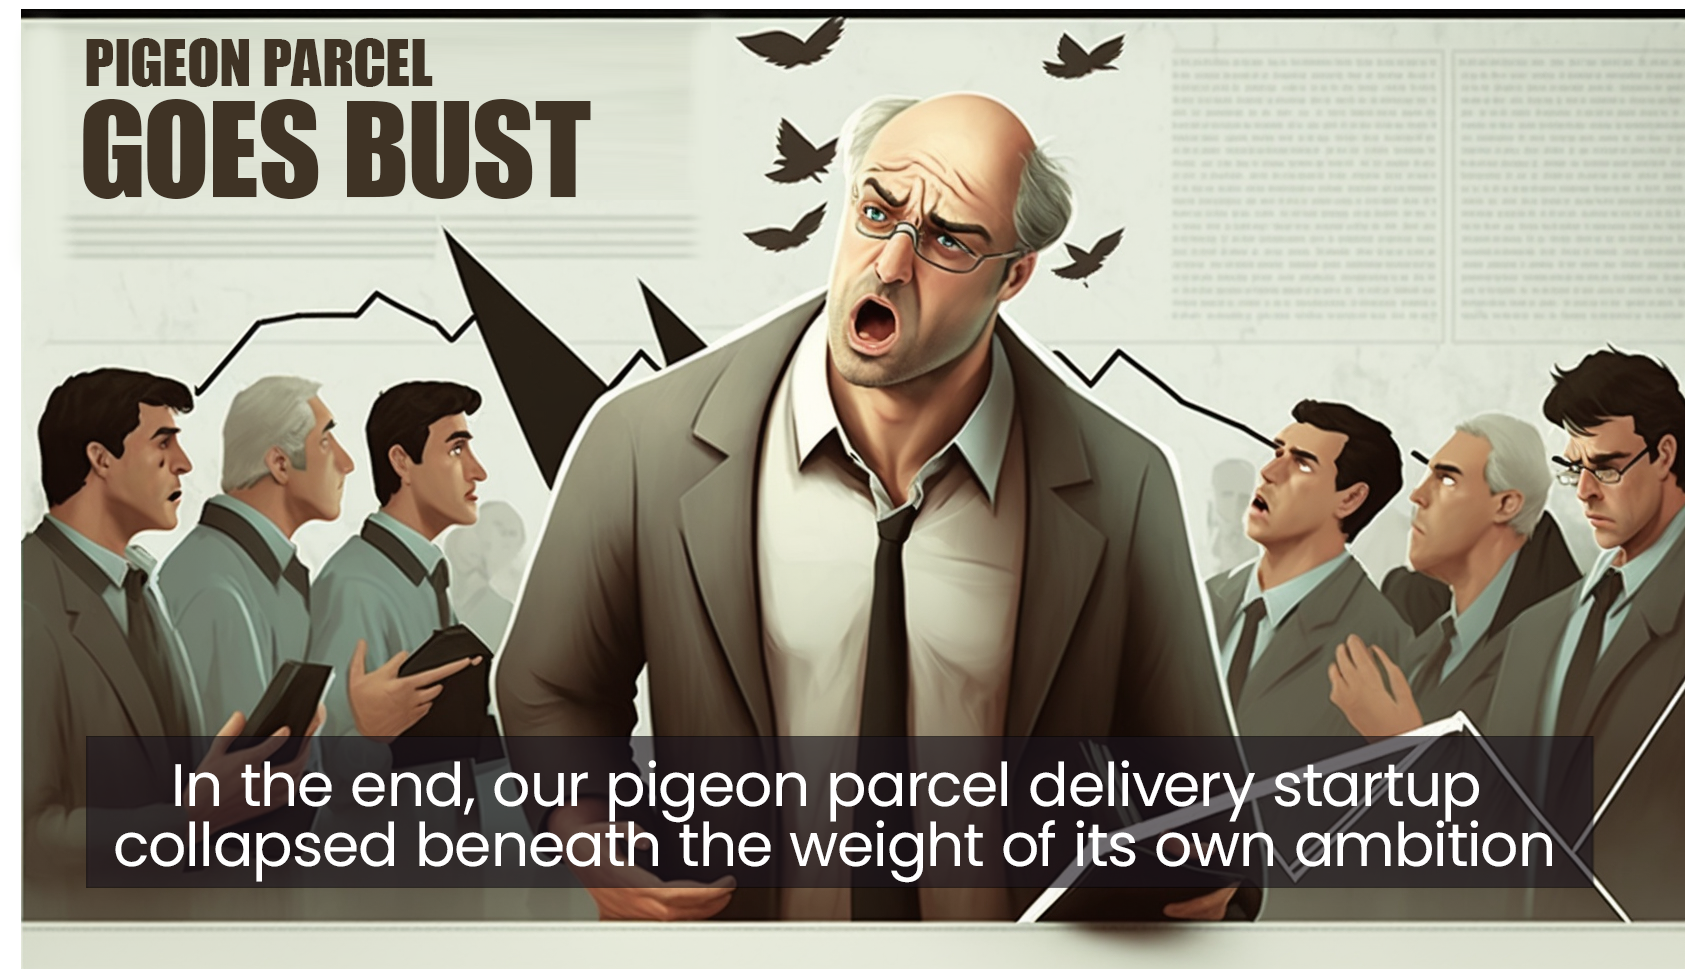 PIGEON PARCEL
GOES BUST
In the end, our pigeon parcel delivery startup
collapsed beneath the weight of its own ambition